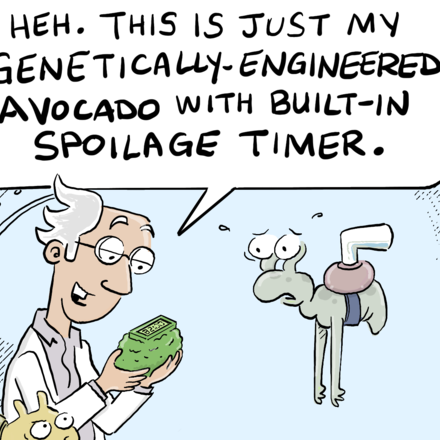 HEH. THIS IS JUST MY
GENETICALLY-ENGINEERED
AVOCADO WITH BUILT-IN
SPOILAGE TIMER.